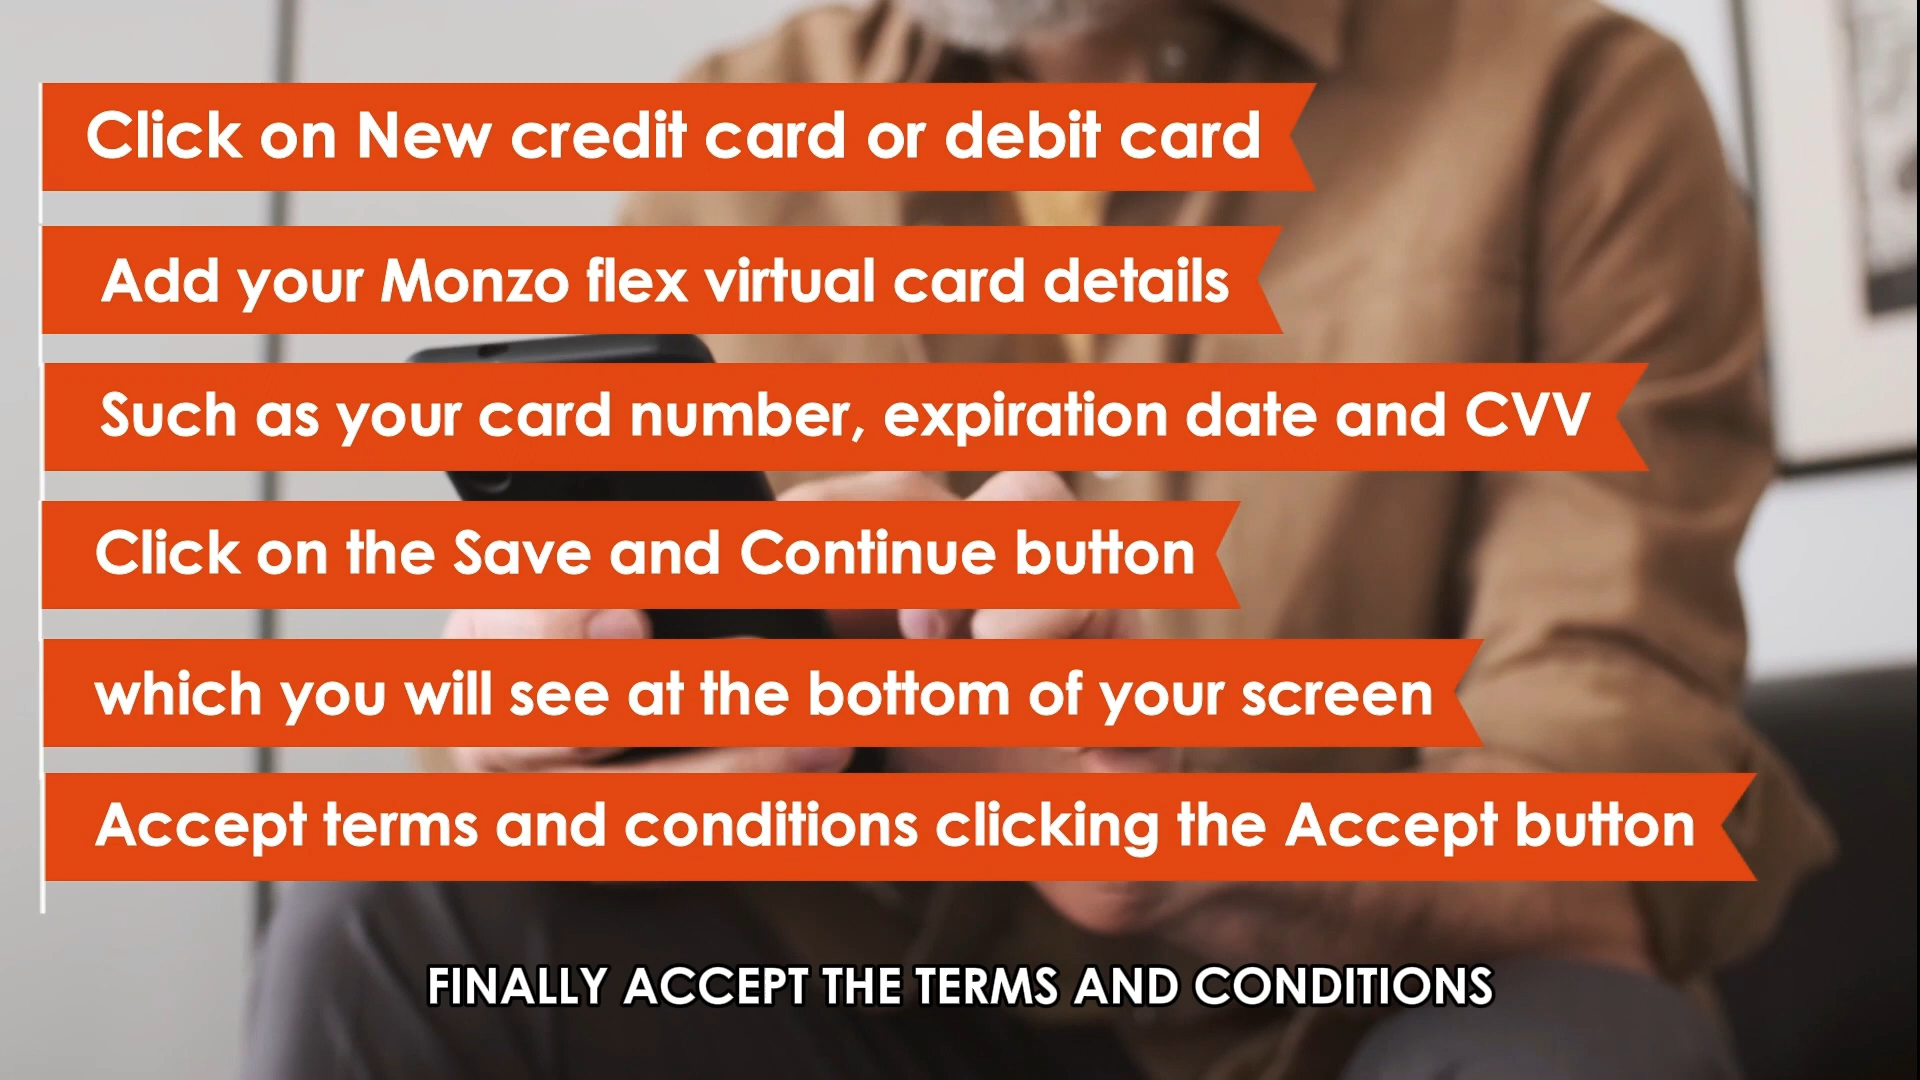 Click on New credit card or debit card
Add your Monzo flex virtual card details
Such as your card number, expiration date and CVV
Click on the Save and Continue button
which you will see at the bottom of your screen
Accept terms and conditions clicking the Accept button
FINALLY ACCEPT THE TERMS AND CONDITIONS